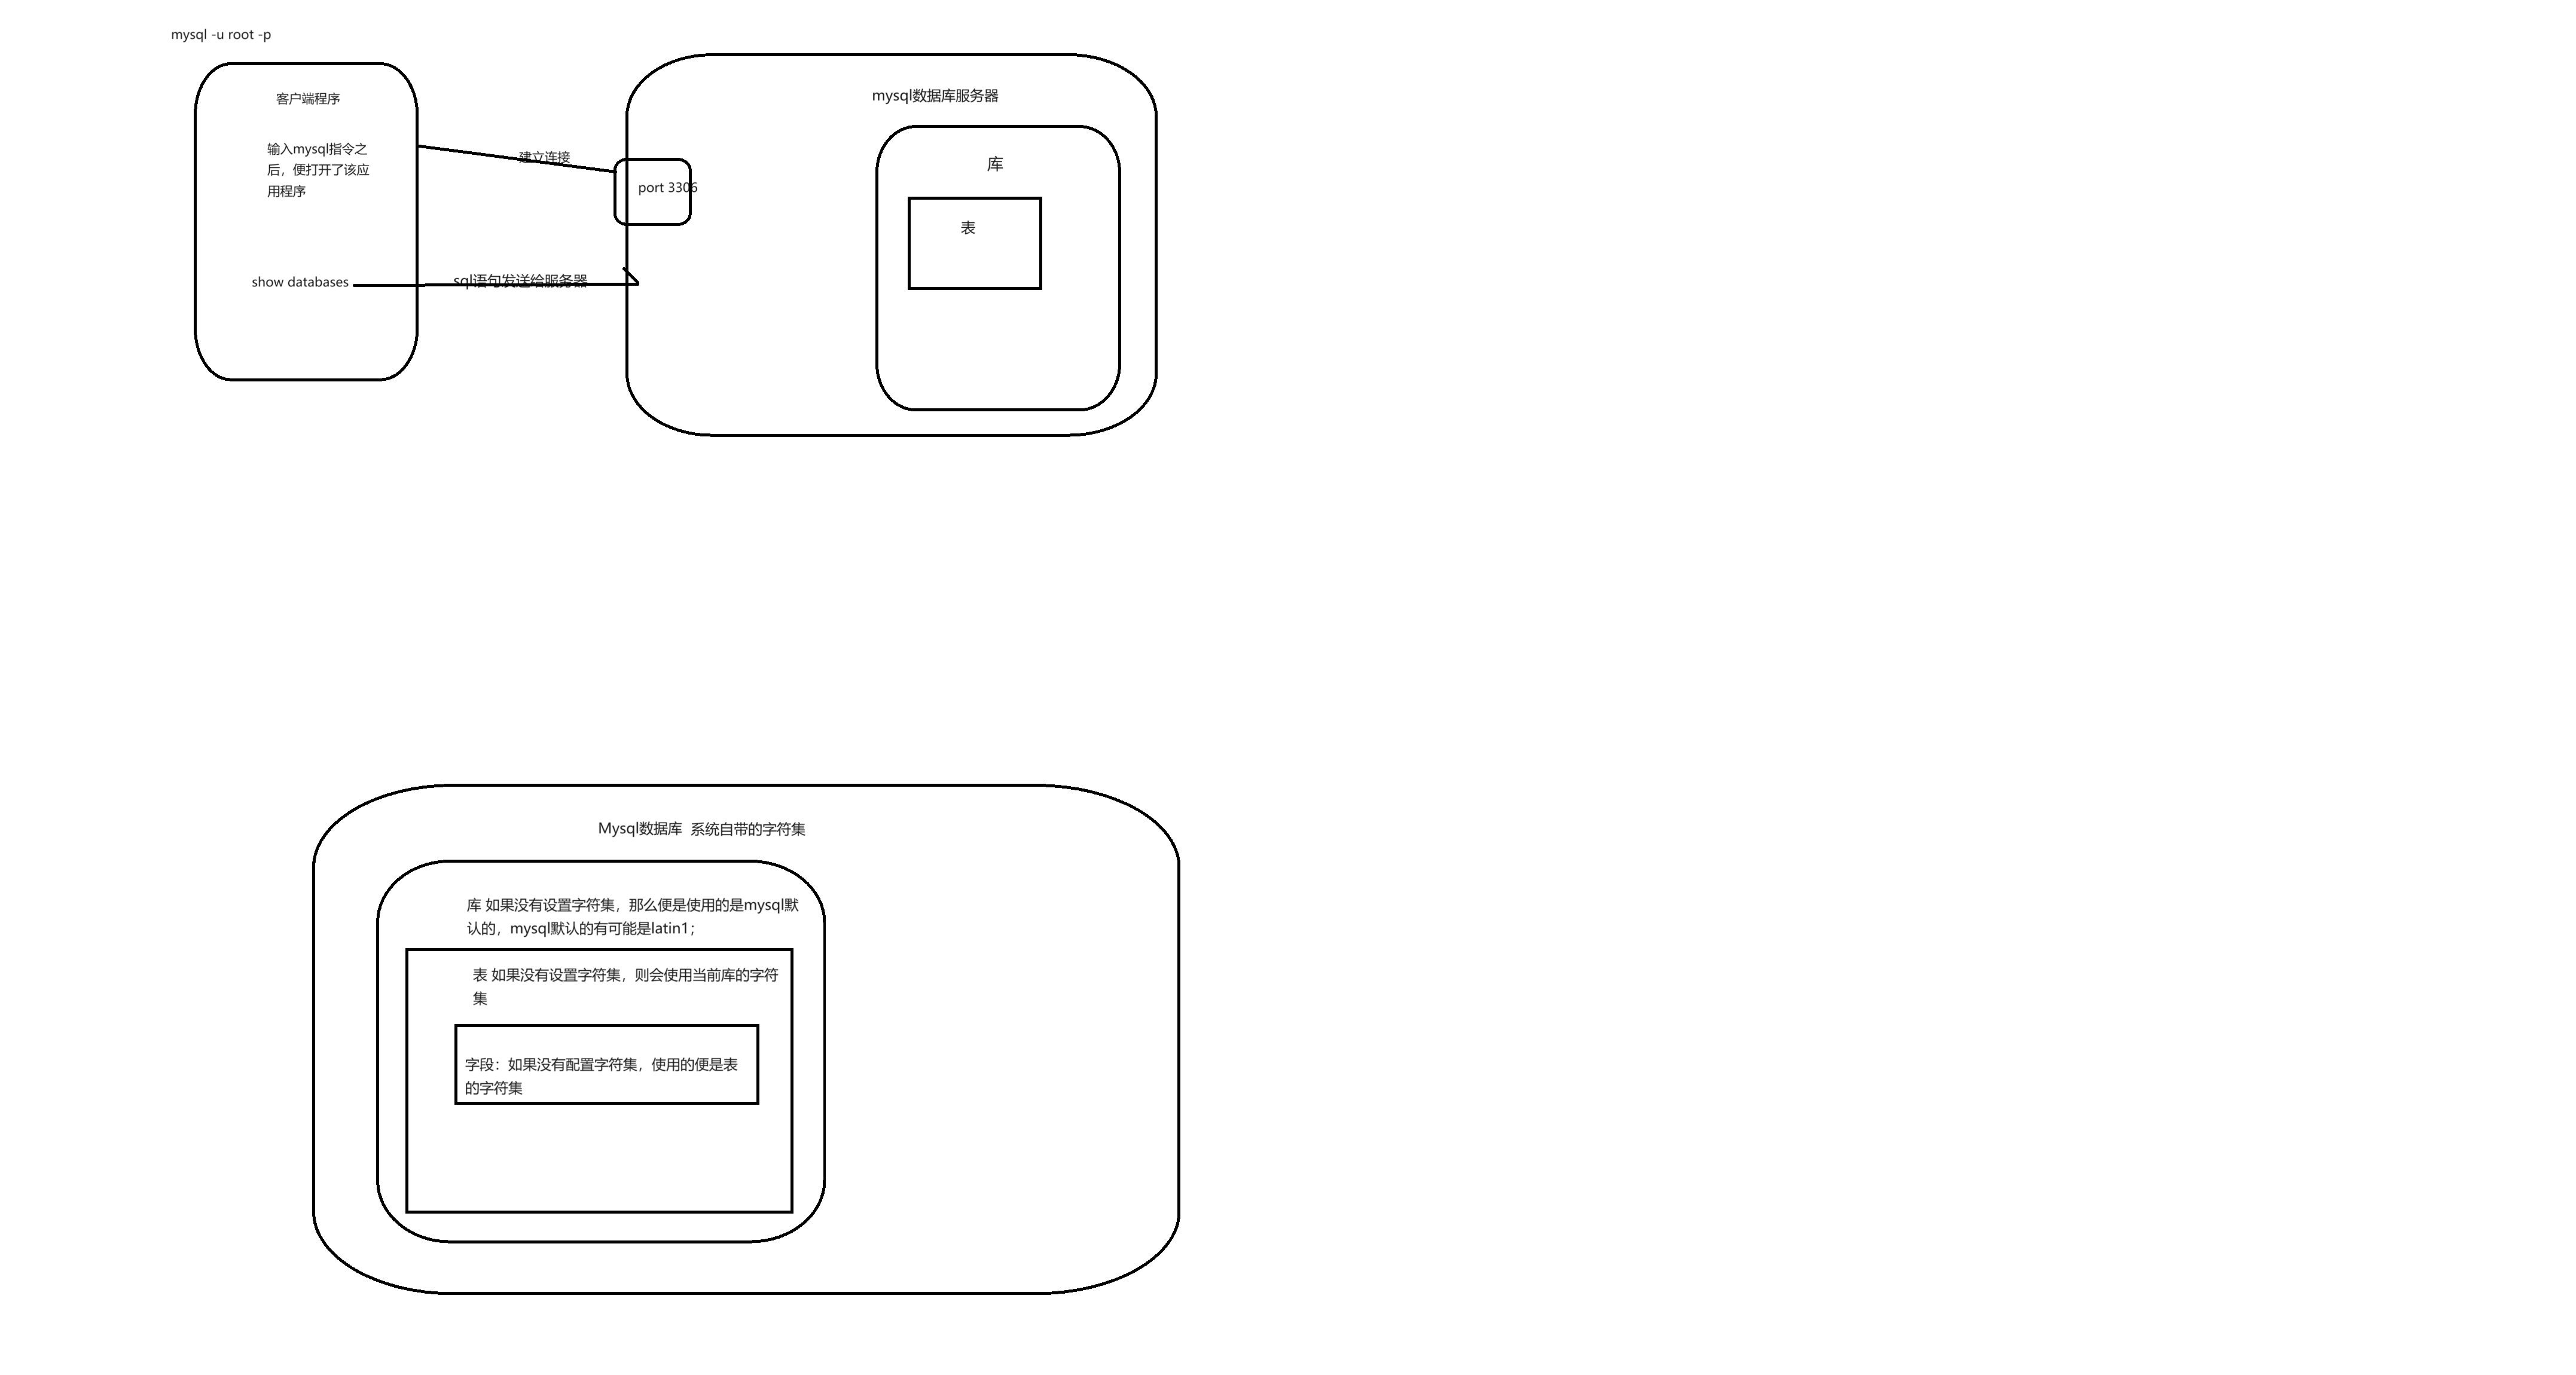 mysql -u root -p
客户端程序
输入mysql指令之
后，便打开了该应
用程序
show databases
建立连接
sql语句发送给服务器
port 3306
mysql数据库服务器
库
表
Mysql数据库 系统自带的字符集
库 如果没有设置字符集，那么便是使用的是mysql默
认的，mysql默认的有可能是latin1；
表 如果没有设置字符集，则会使用当前库的字符
集
字段：如果没有配置字符集，使用的便是表
的字符集